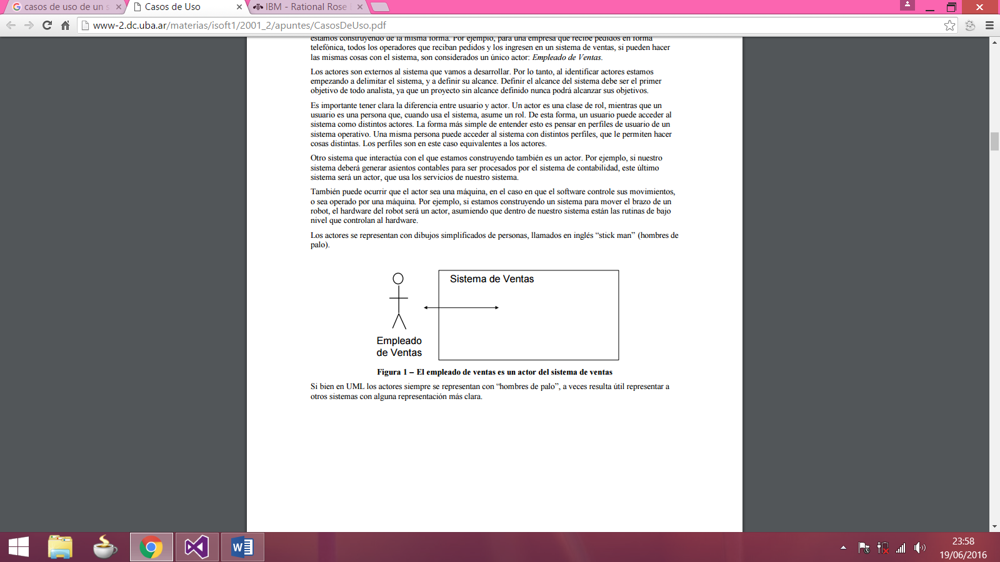 casos de uso de un s
Casos de Uso
IBM - Rational Rose
www-2.dc.uba.ar/materias/isoft1/2001_2/apuntes/CasosDeUso.pdf
estamos construyendo de la misma forma. Por ejemplo, para una empresa que recibe pedidos en forma
telefónica, todos los operadores que reciban pedidos y los ingresen en un sistema de ventas, si pueden hacer
las mismas cosas con el sistema, son considerados un único actor: Empleado de Ventas.
Los actores son externos al sistema que vamos a desarrollar. Por lo tanto, al identificar actores estamos
empezando a delimitar el sistema, y a definir su alcance. Definir el alcance del sistema debe ser el primer
objetivo de todo analista, ya que un proyecto sin alcance definido nunca podrá alcanzar sus objetivos.
Es importante tener clara la diferencia entre usuario y actor. Un actor es una clase de rol, mientras que un
usuario es una persona que, cuando usa el sistema, asume un rol. De esta forma, un usuario puede acceder al
sistema como distintos actores. La forma más simple de entender esto es pensar en perfiles de usuario de un
sistema operativo. Una misma persona puede acceder al sistema con distintos perfiles, que le permiten hacer
cosas distintas. Los perfiles son en este caso equivalentes a los actores.
Otro sistema que interactúa con el que estamos construyendo también es un actor. Por ejemplo, si nuestro
sistema deberá generar asientos contables para ser procesados por el sistema de contabilidad, este último
sistema será un actor, que usa los servicios de nuestro sistema.
También puede ocurrir que el actor sea una máquina, en el caso en que el software controle sus movimientos,
o sea operado por una máquina. Por ejemplo, si estamos construyendo un sistema para mover el brazo de un
robot, el hardware del robot será un actor, asumiendo que dentro de nuestro sistema están las rutinas de bajo
nivel que controlan al hardware.
Los actores se representan con dibujos simplificados de personas, llamados en inglés “stick man” (hombres de
palo).
Sistema de Ventas
Empleado
de Ventas
Figura 1 – El empleado de ventas es un actor del sistema de ventas
Si bien en UML los actores siempre se representan con “hombres de palo”, a veces resulta útil representar a
otros sistemas con alguna representación más clara.
23:58
19/06/2016